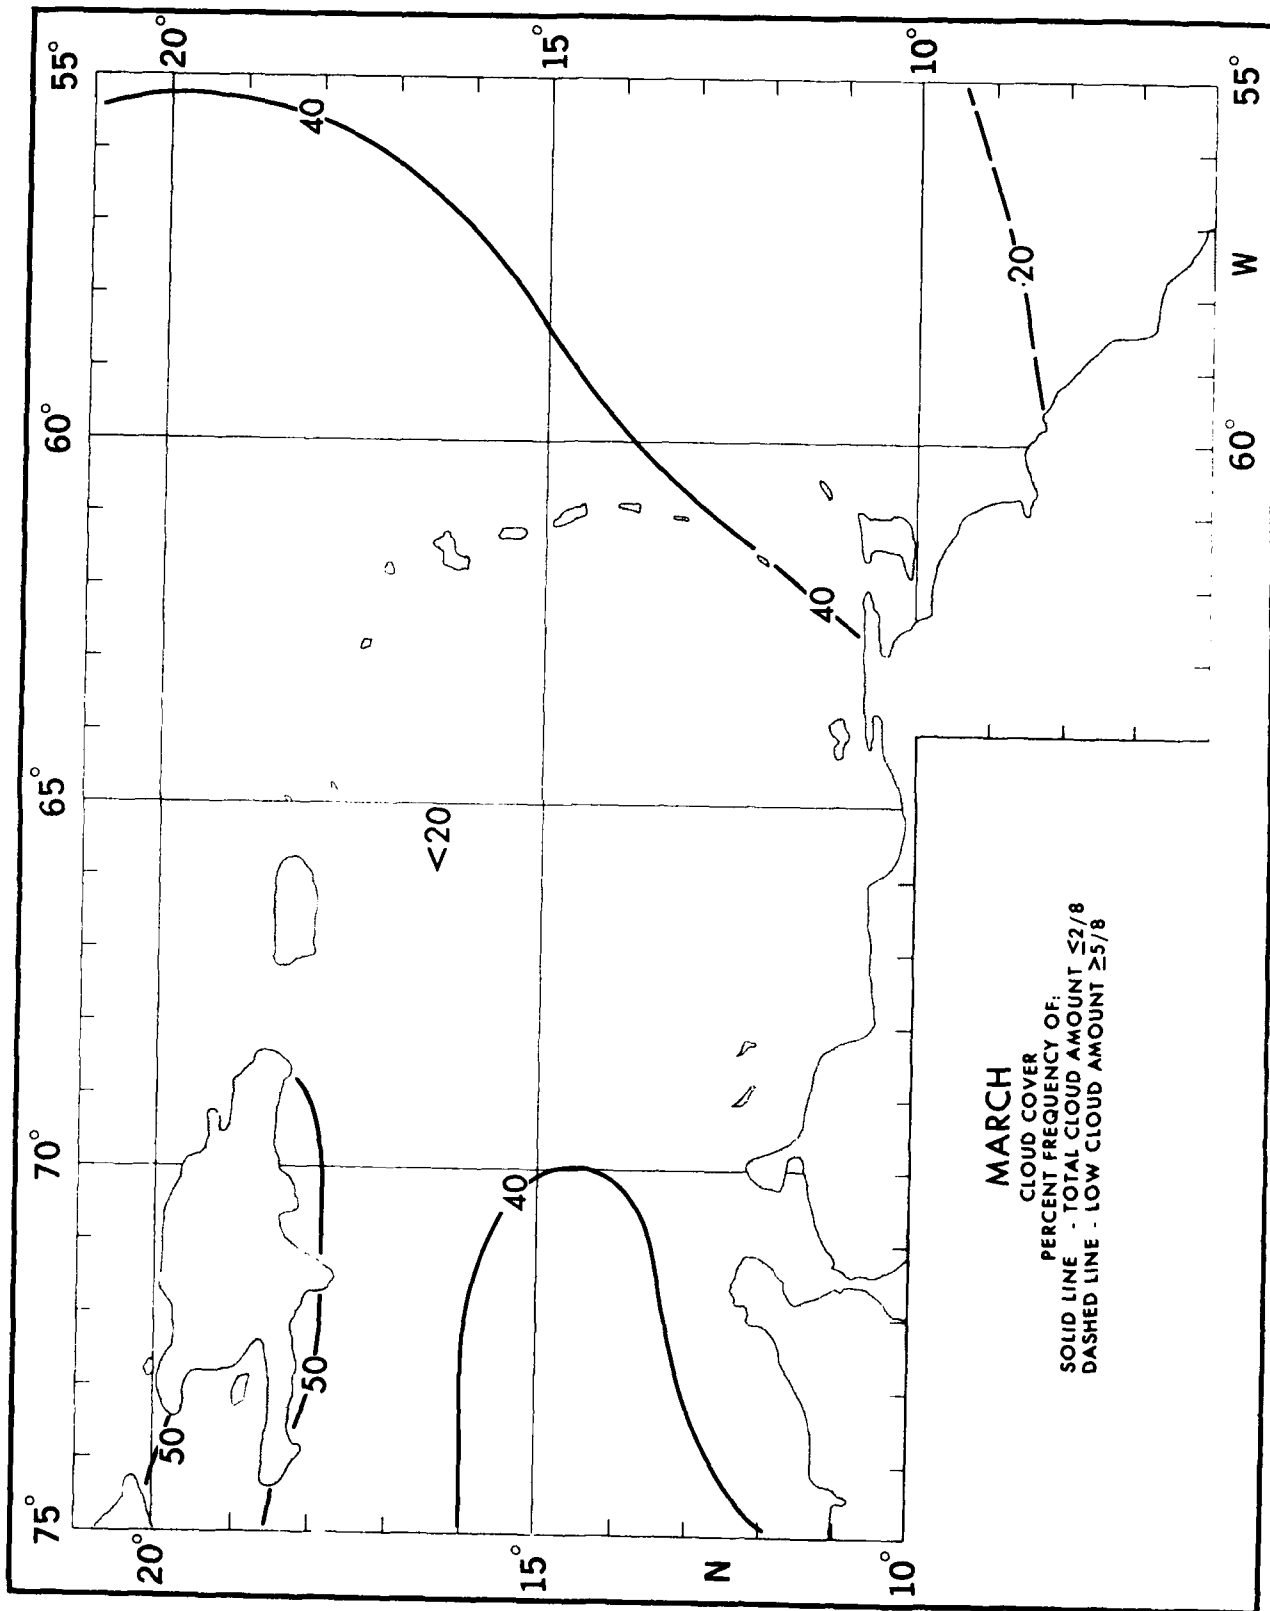 75°
70°
65°
60°
55°
20°
20°
50
50
40
<20
40
15°
15°
40
N
10°
10°
20
60°
W
55°
MARCH
CLOUD COVER
PERCENT FREQUENCY OF:
SOLID LINE - TOTAL CLOUD AMOUNT ≤2/8
DASHED LINE - LOW CLOUD AMOUNT ≥5/8